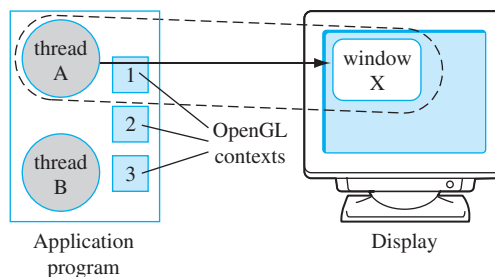 thread
A
1
window
X
2
OpenGL
contexts
thread
B
3
Application
program
Display